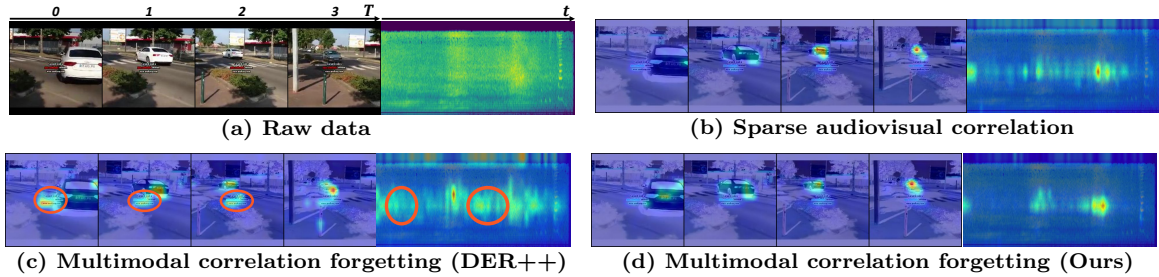 0 1 2 3 T t
(a) Raw data
(b) Sparse audiovisual correlation
(c) Multimodal correlation forgetting (DER++)
(d) Multimodal correlation forgetting (Ours)